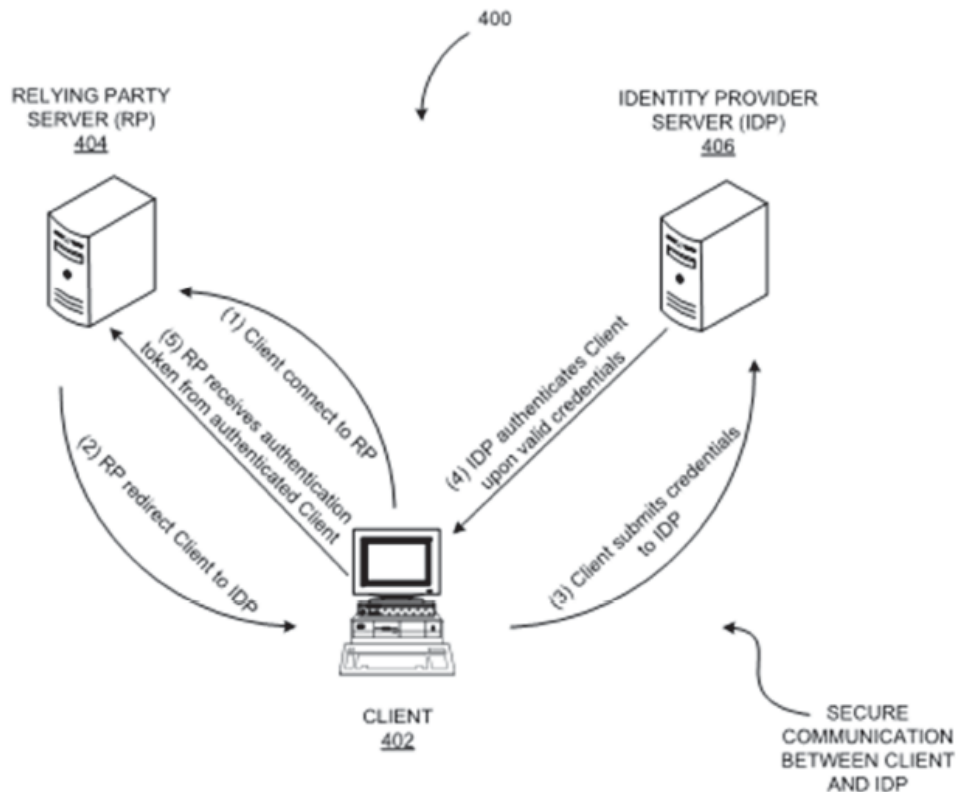 400
RELYING PARTY
SERVER (RP)
404
IDENTITY PROVIDER
SERVER (IDP)
406
(1) Client connect to RP
(5) RP receives authentication
token from authenticated Client
(2) RP redirect Client to IDP
(4) IDP authenticates Client
upon valid credentials
(3) Client submits credentials
to IDP
CLIENT
402
SECURE
COMMUNICATION
BETWEEN CLIENT
AND IDP